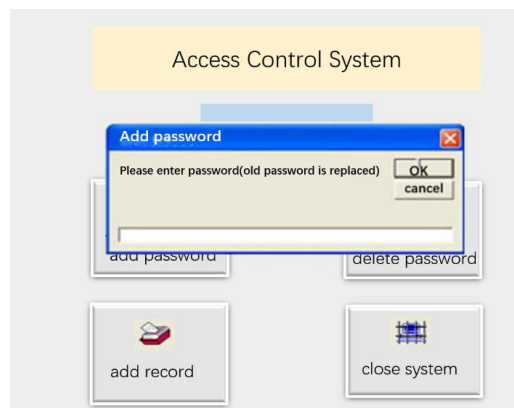 Access Control System
Add password
Please enter password(old password is replaced)
OK
cancel
add password
delete password
add record
close system